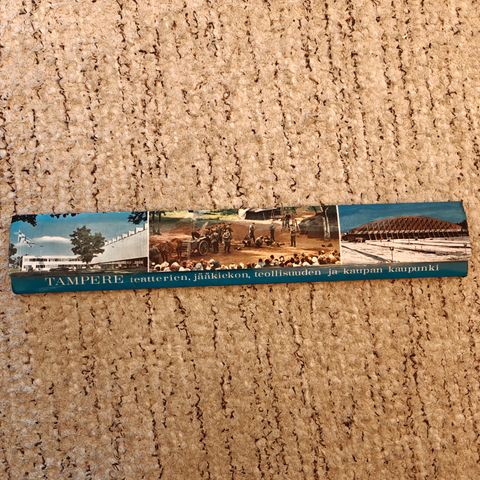 TAMPERE teatterien, jääkiekon, teollisuuden ja kaupan kaupunki